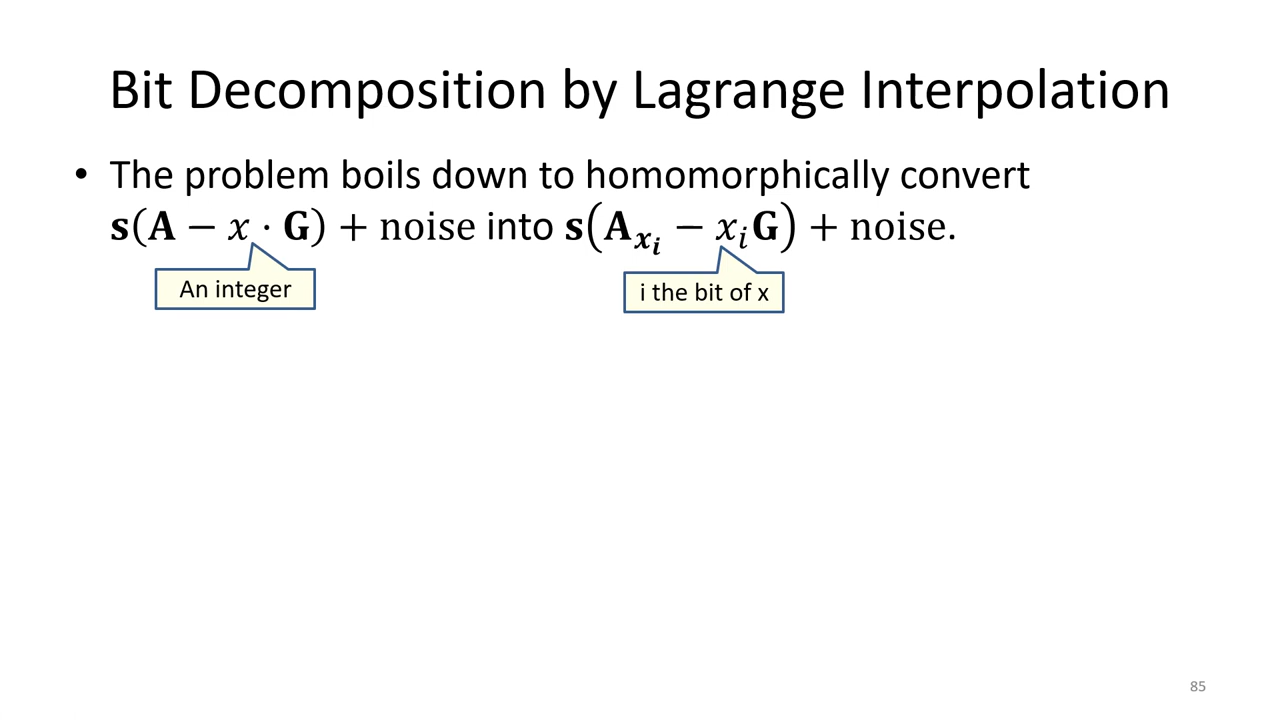 Bit Decomposition by Lagrange Interpolation
• The problem boils down to homomorphically convert
𝐬(𝐀 − 𝑥 ⋅ 𝐆) + noise into 𝐬(𝐀_{𝒙_𝒊} − 𝑥_𝑖𝐆) + noise.
An integer
i the bit of x
85